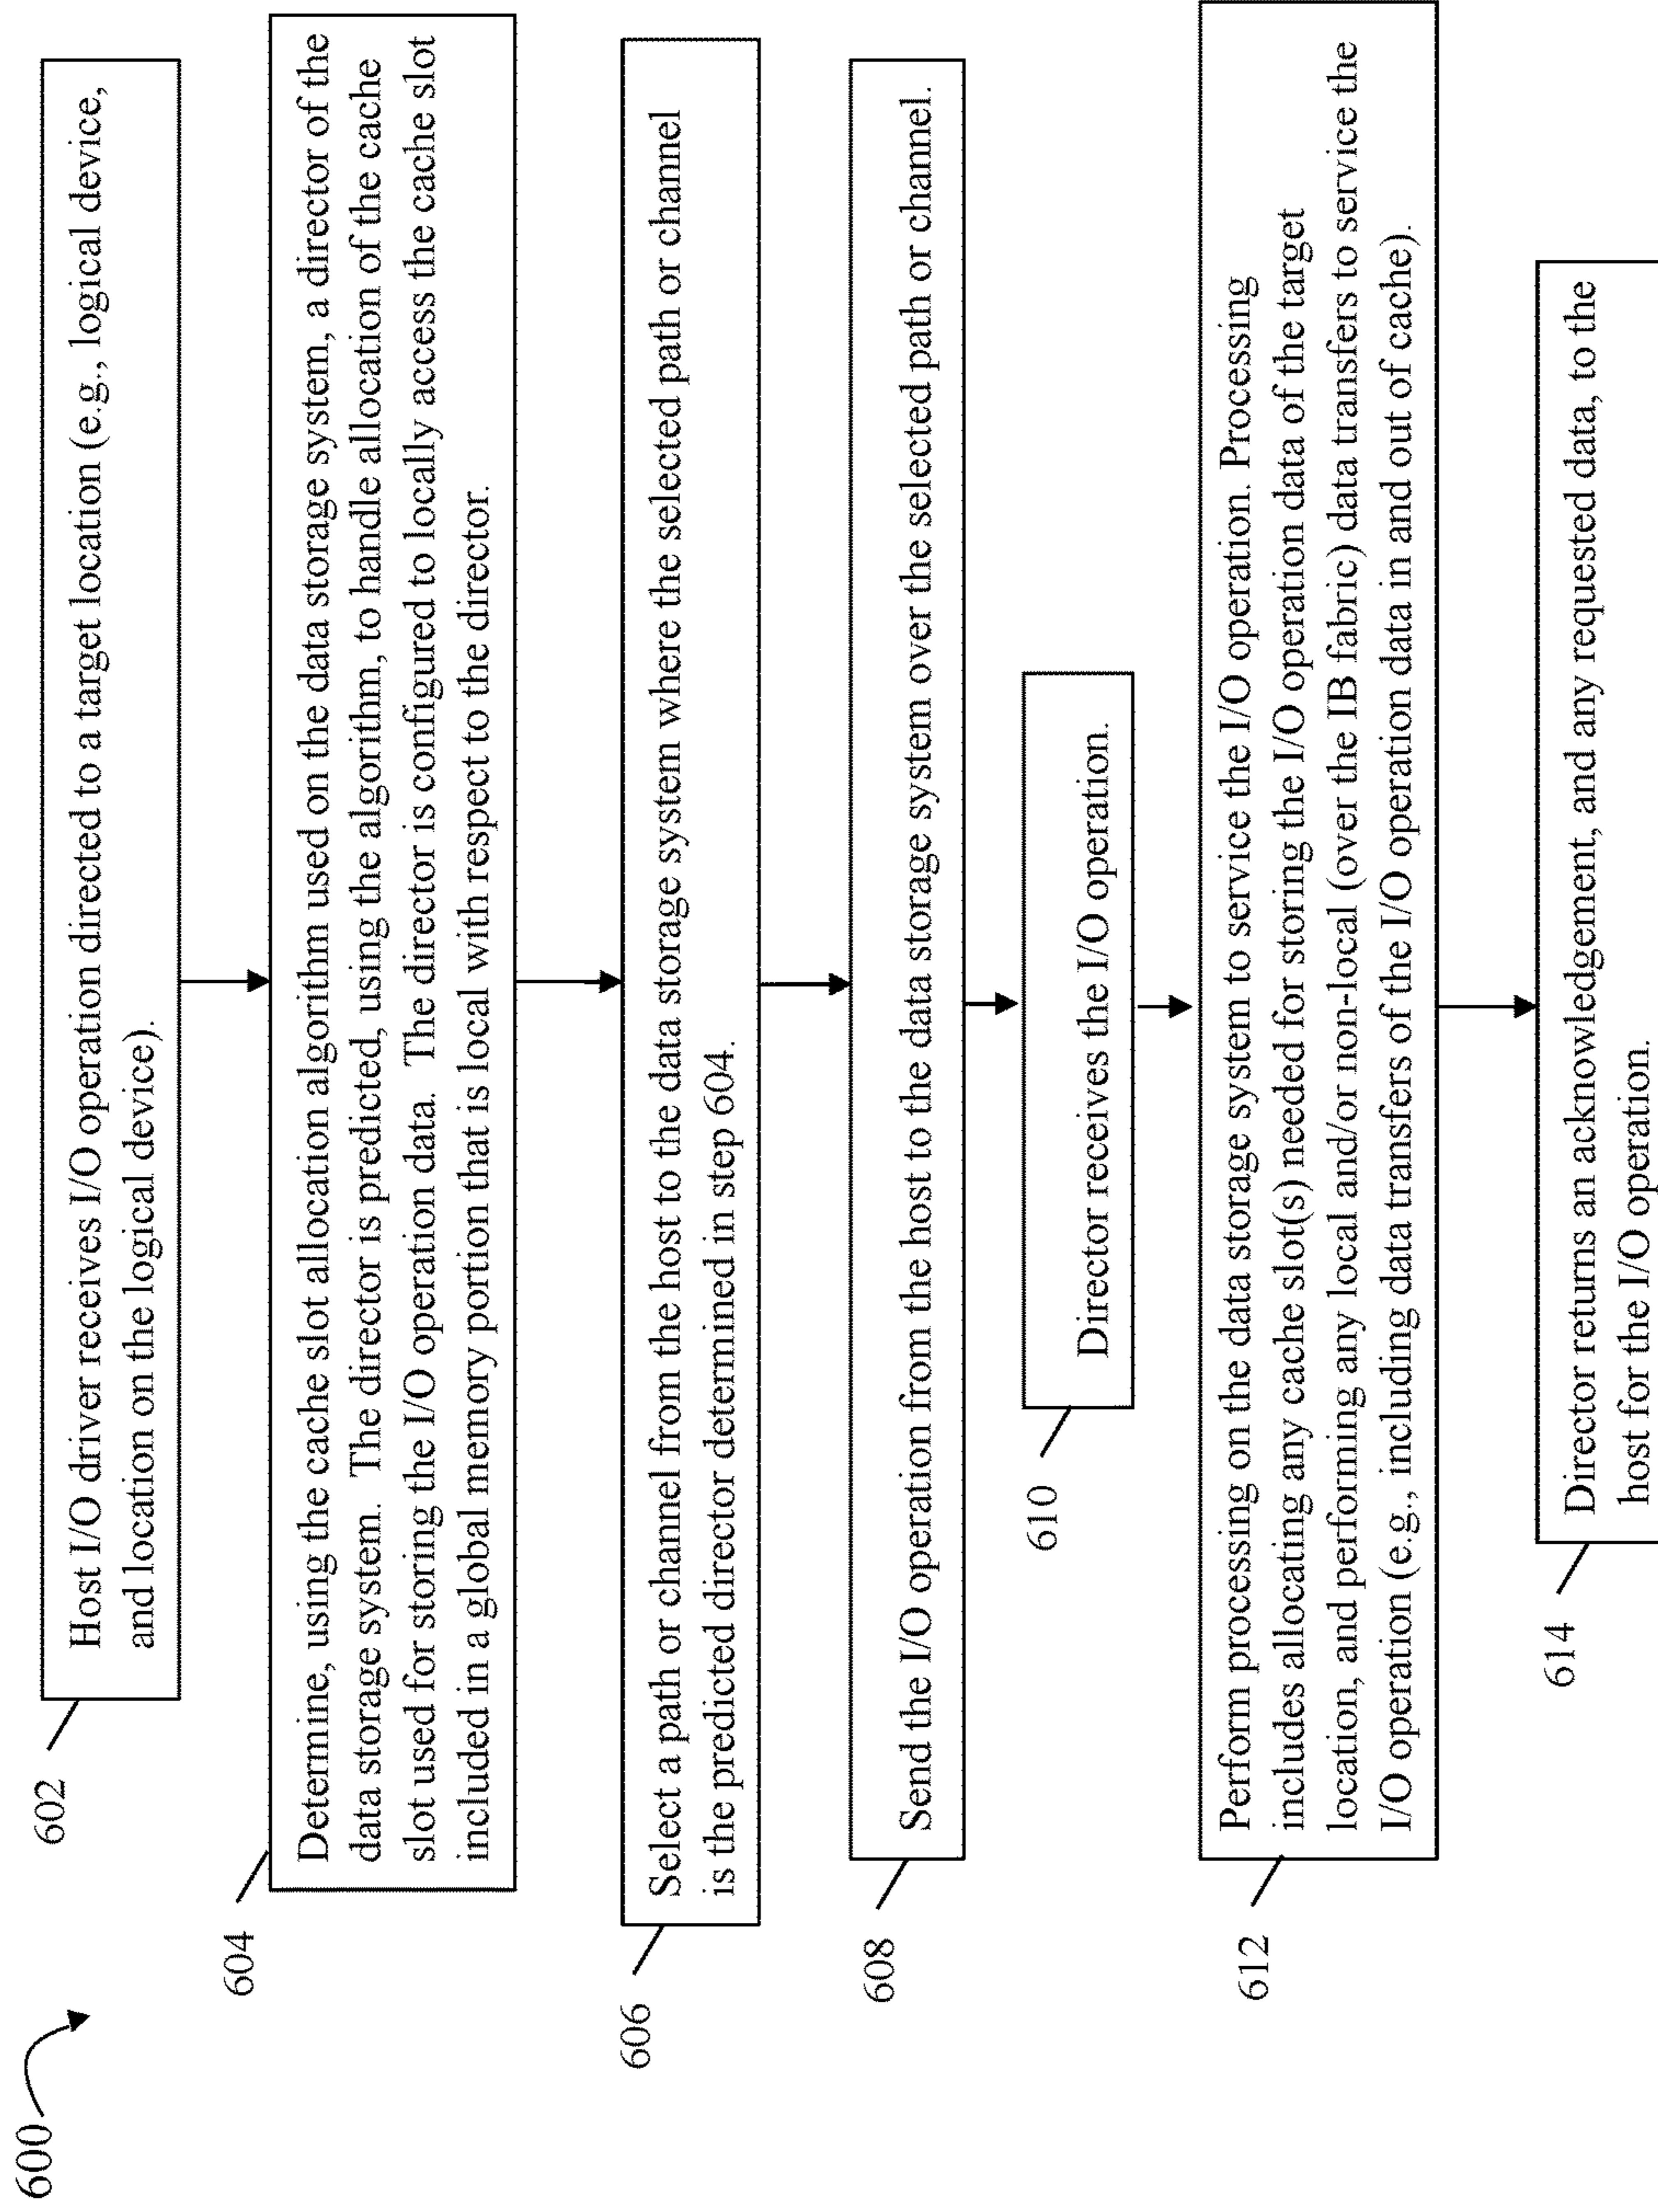 600
602
Host I/O driver receives I/O operation directed to a target location (e.g., logical device,
and location on the logical device).
604
Determine, using the cache slot allocation algorithm used on the data storage system, a director of the
data storage system. The director is predicted, using the algorithm, to handle allocation of the cache
slot used for storing the I/O operation data. The director is configured to locally access the cache slot
included in a global memory portion that is local with respect to the director.
606
Select a path or channel from the host to the data storage system where the selected path or channel
is the predicted director determined in step 604.
608
Send the I/O operation from the host to the data storage system over the selected path or channel.
610
Director receives the I/O operation.
612
Perform processing on the data storage system to service the I/O operation. Processing
includes allocating any cache slot(s) needed for storing the I/O operation data of the target
location, and performing any local and/or non-local (over the IB fabric) data transfers to service the
I/O operation (e.g., including data transfers of the I/O operation data in and out of cache).
614
Director returns an acknowledgement, and any requested data, to the
host for the I/O operation.